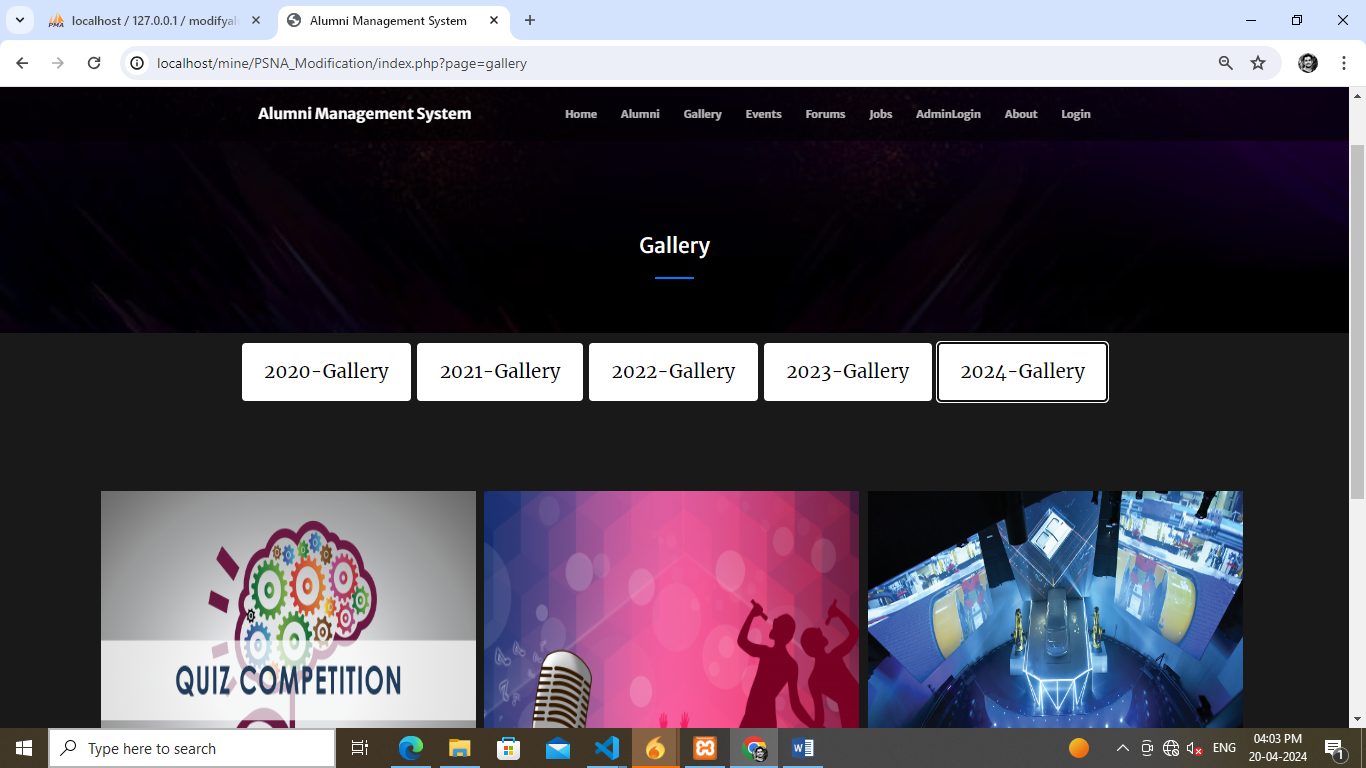 localhost / 127.0.0.1 / modifyal
Alumni Management System
localhost/mine/PSNA_Modification/index.php?page=gallery
Alumni Management System Home Alumni Gallery Events Forums Jobs AdminLogin About Login
Gallery
2020-Gallery 2021-Gallery 2022-Gallery 2023-Gallery 2024-Gallery
QUIZ COMPETITION
Type here to search
ENG
04:03 PM
20-04-2024
1